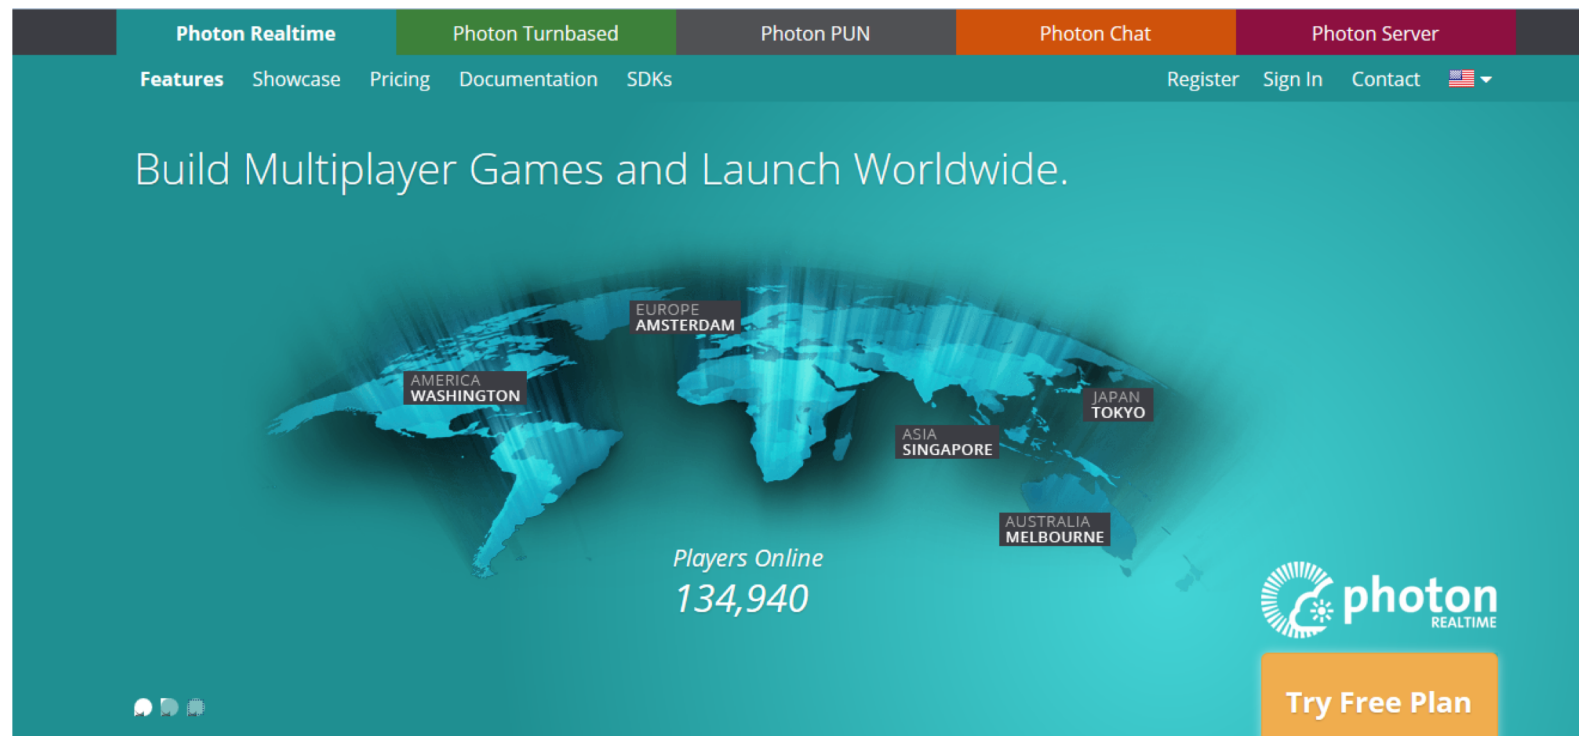 Photon Realtime Photon Turnbased Photon PUN Photon Chat Photon Server
Features Showcase Pricing Documentation SDKs Register Sign In Contact
Build Multiplayer Games and Launch Worldwide.
EUROPE
AMSTERDAM
AMERICA
WASHINGTON
JAPAN
TOKYO
ASIA
SINGAPORE
AUSTRALIA
MELBOURNE
Players Online
134,940
photon
REALTIME
Try Free Plan